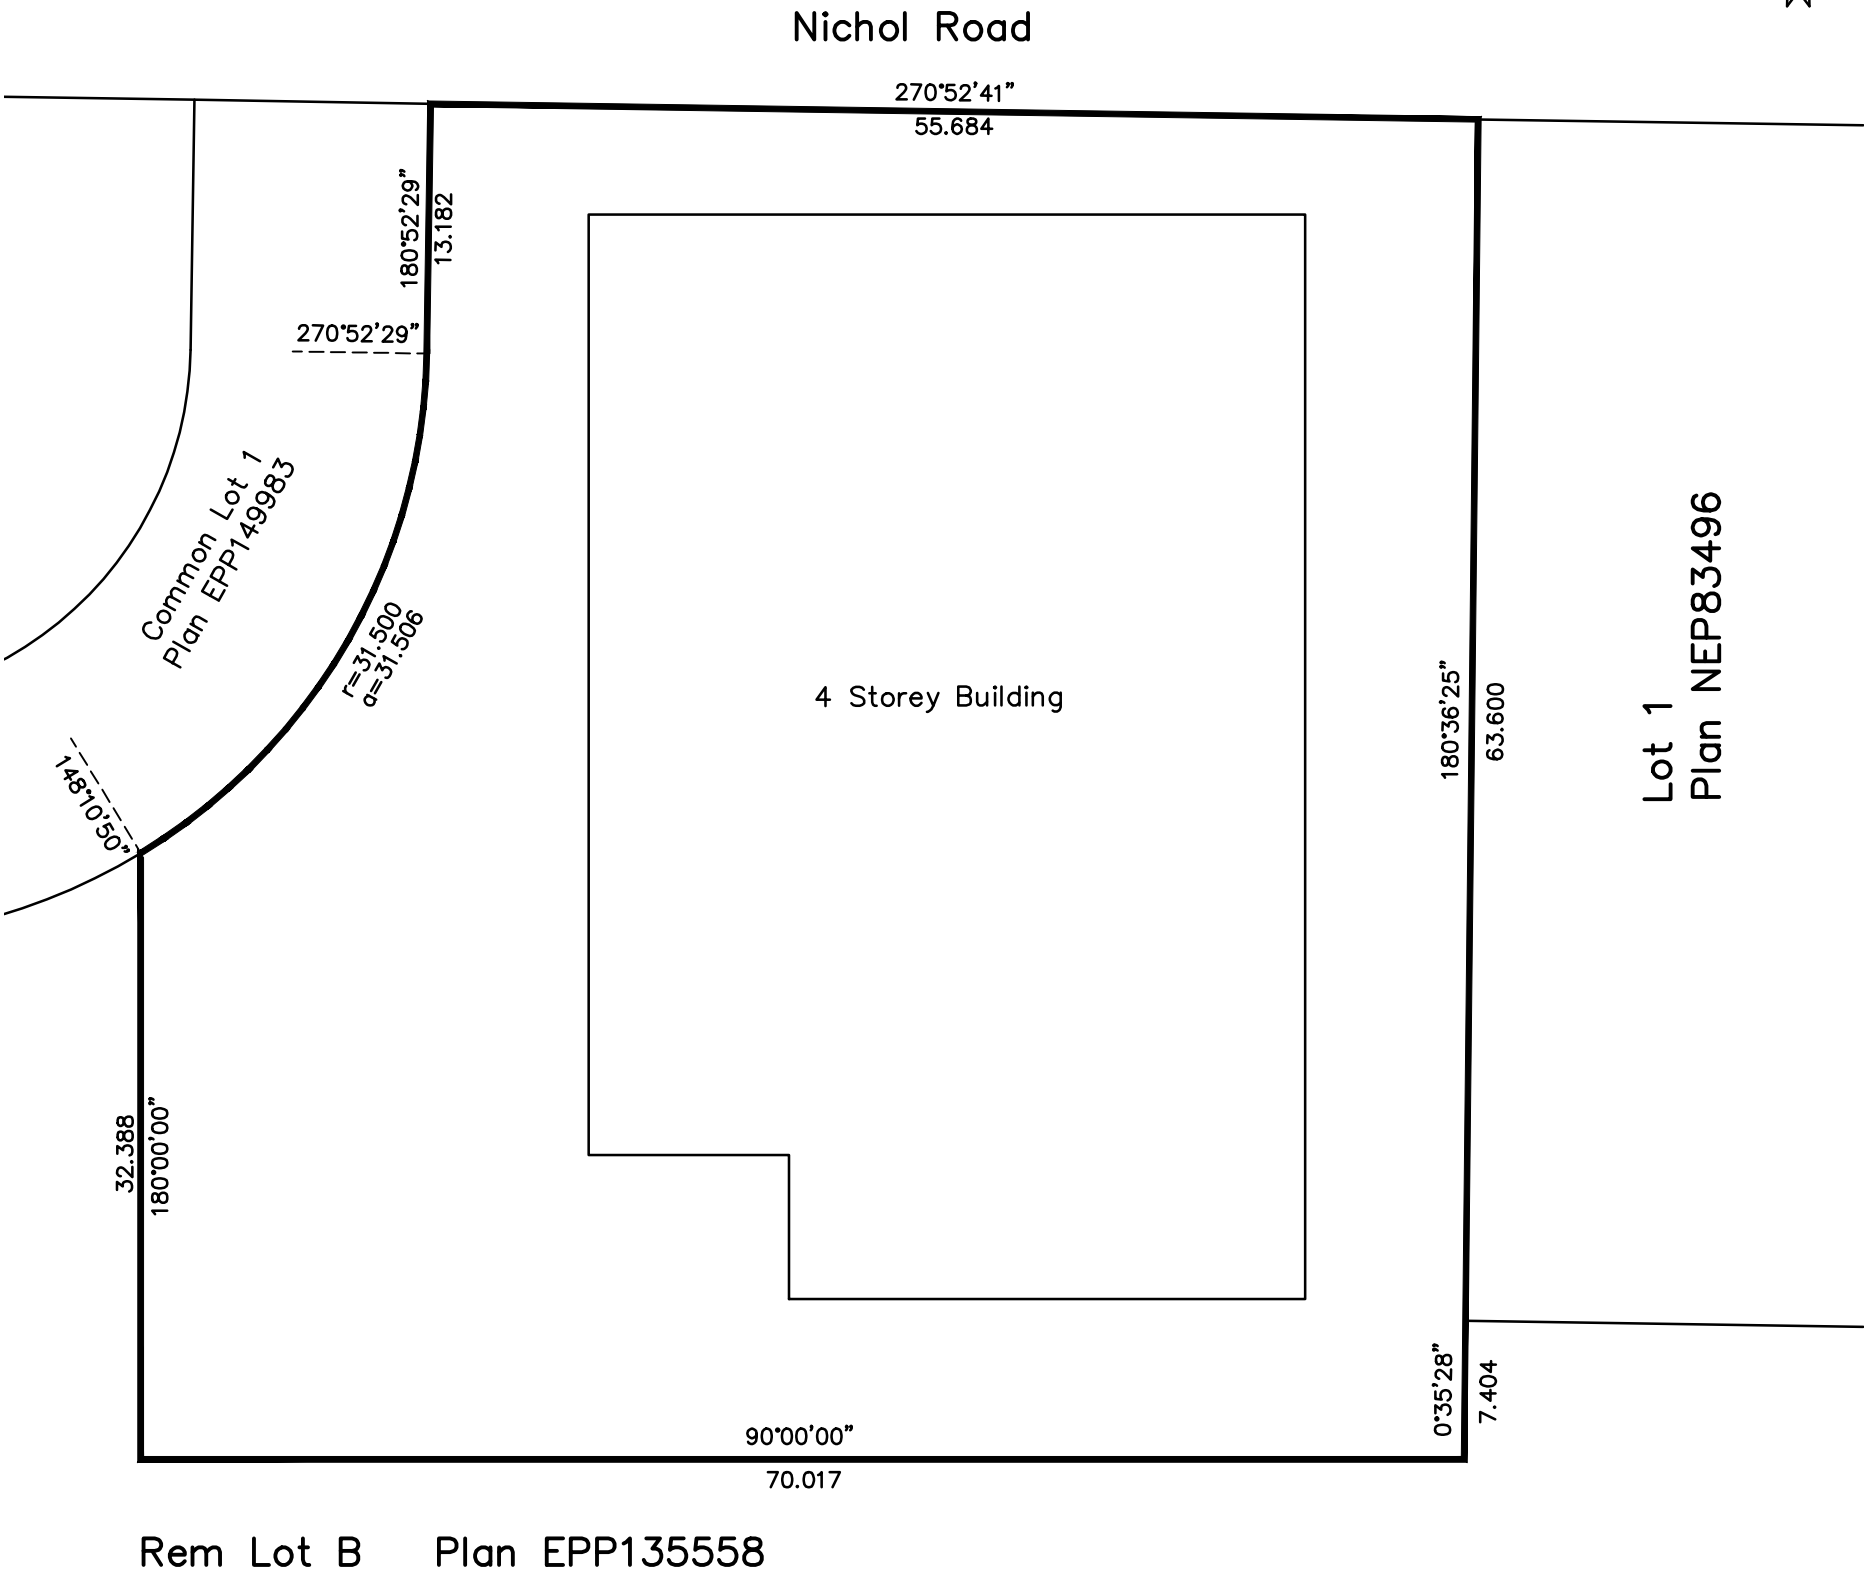 Nichol Road
270°52'41"
55.684
180°52'29"
13.182
270°52'29"
Common Lot 1
Plan EPP149983
r=31.500
a=31.506
148°10'50"
4 Storey Building
180°36'25"
63.600
Lot 1
Plan NEP83496
32.388
180°00'00"
0°35'28"
7.404
90°00'00"
70.017
Rem Lot B Plan EPP135558